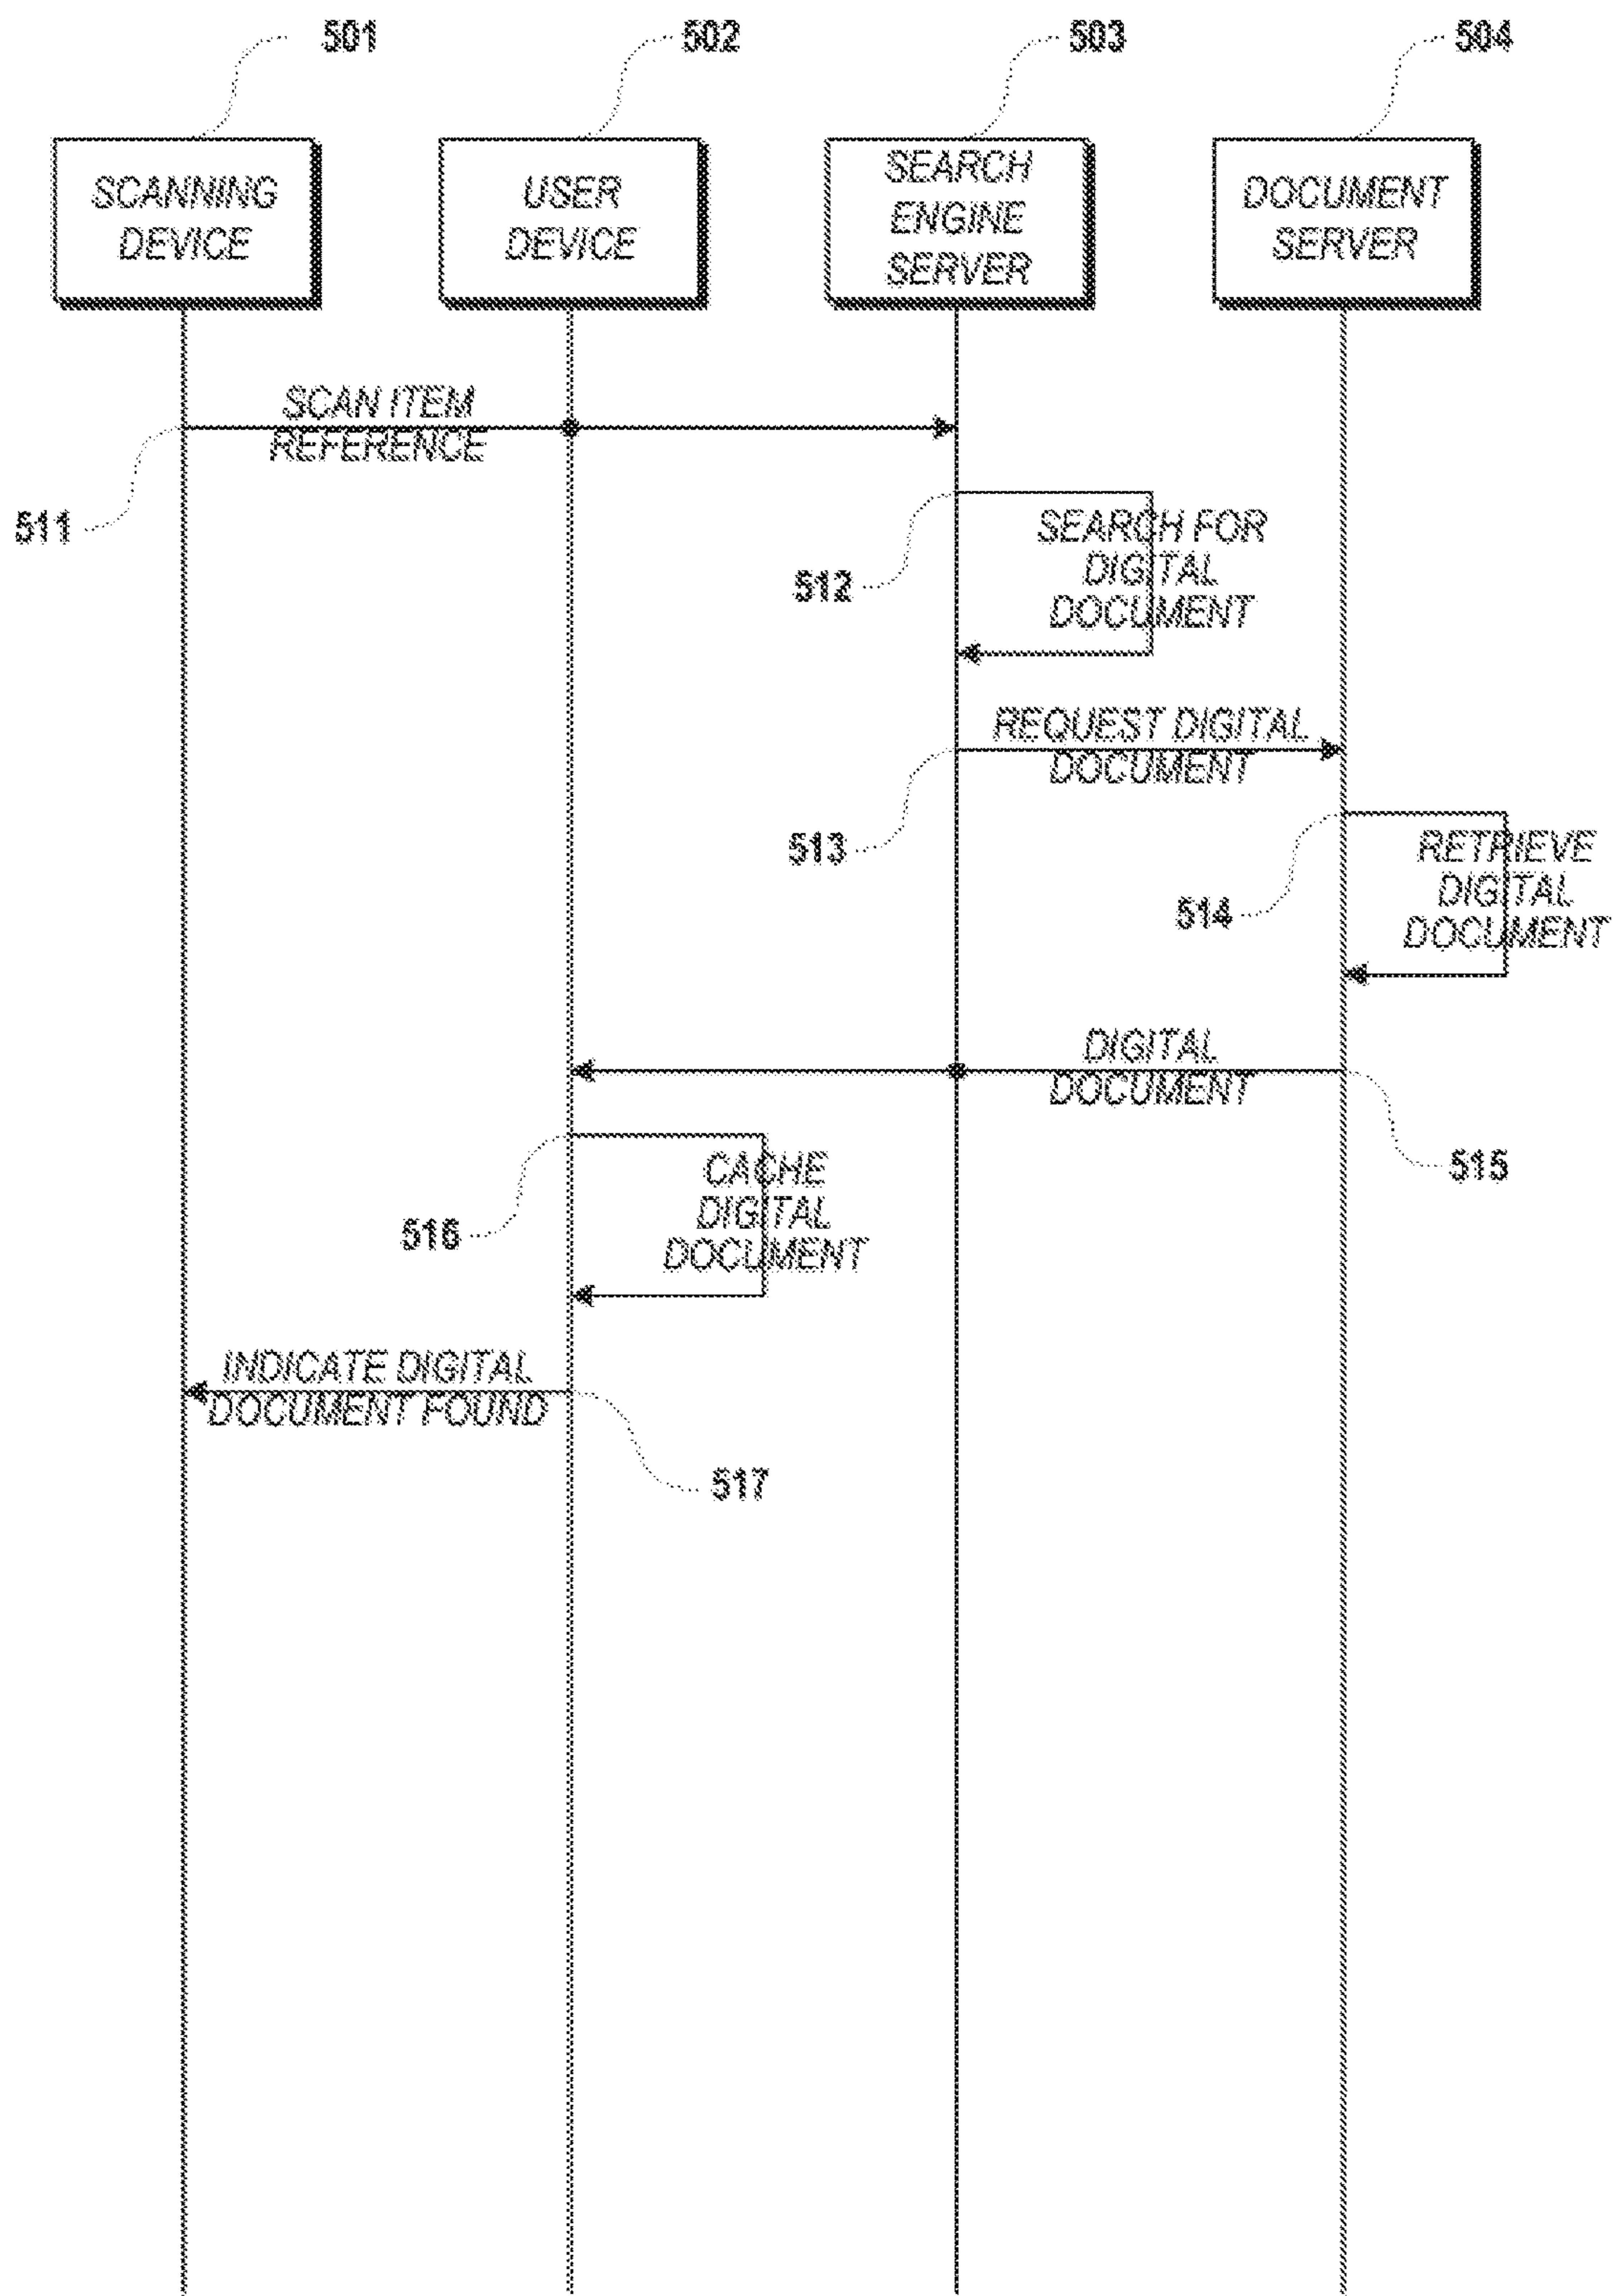 501
502
503
504
SCANNING
DEVICE
USER
DEVICE
SEARCH
ENGINE
SERVER
DOCUMENT
SERVER
SCAN ITEM
REFERENCE
511
SEARCH FOR
DIGITAL
DOCUMENT
512
REQUEST DIGITAL
DOCUMENT
513
RETRIEVE
DIGITAL
DOCUMENT
514
DIGITAL
DOCUMENT
515
CACHE
DIGITAL
DOCUMENT
516
INDICATE DIGITAL
DOCUMENT FOUND
517